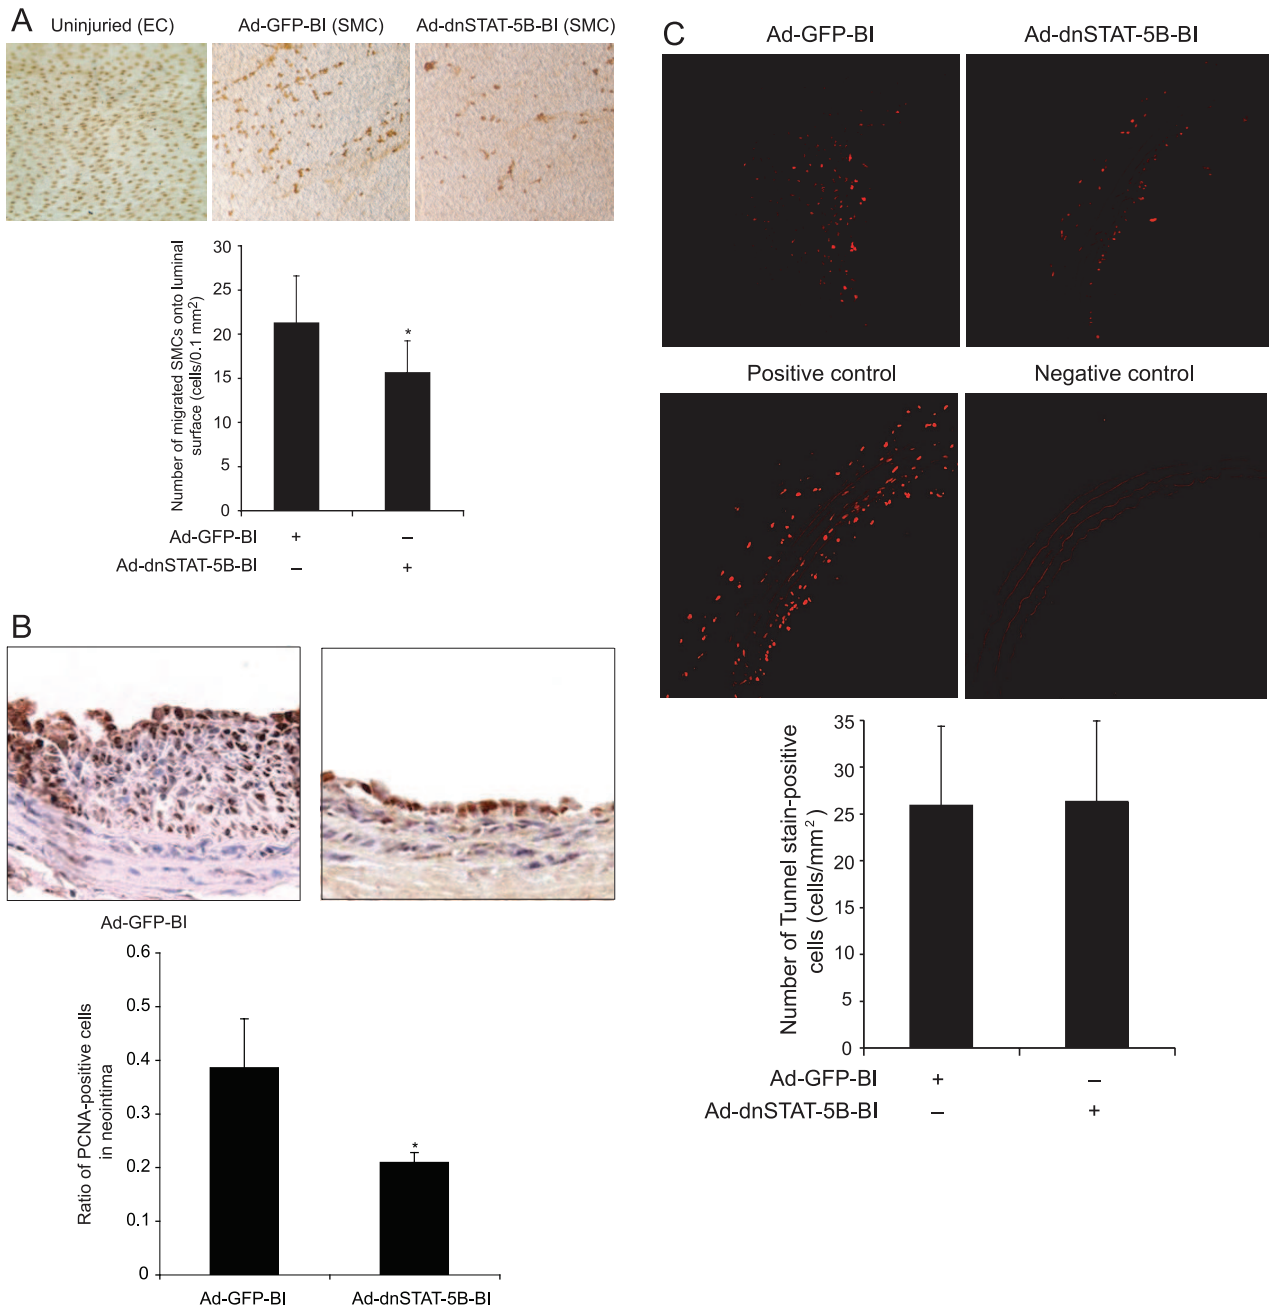 A
Uninjuried (EC)
Ad-GFP-BI (SMC)
Ad-dnSTAT-5B-BI (SMC)
Number of migrated SMCs onto luminal
surface (cells/0.1 mm²)
30
25
20
15
10
5
0
*
Ad-GFP-BI + –
Ad-dnSTAT-5B-BI – +
B
Ad-GFP-BI
Ratio of PCNA-positive cells
in neointima
0.6
0.5
0.4
0.3
0.2
0.1
0
*
Ad-GFP-BI
Ad-dnSTAT-5B-BI
C
Ad-GFP-BI
Ad-dnSTAT-5B-BI
Positive control
Negative control
Number of Tunnel stain-positive
cells (cells/mm²)
35
30
25
20
15
10
5
0
Ad-GFP-BI + –
Ad-dnSTAT-5B-BI – +